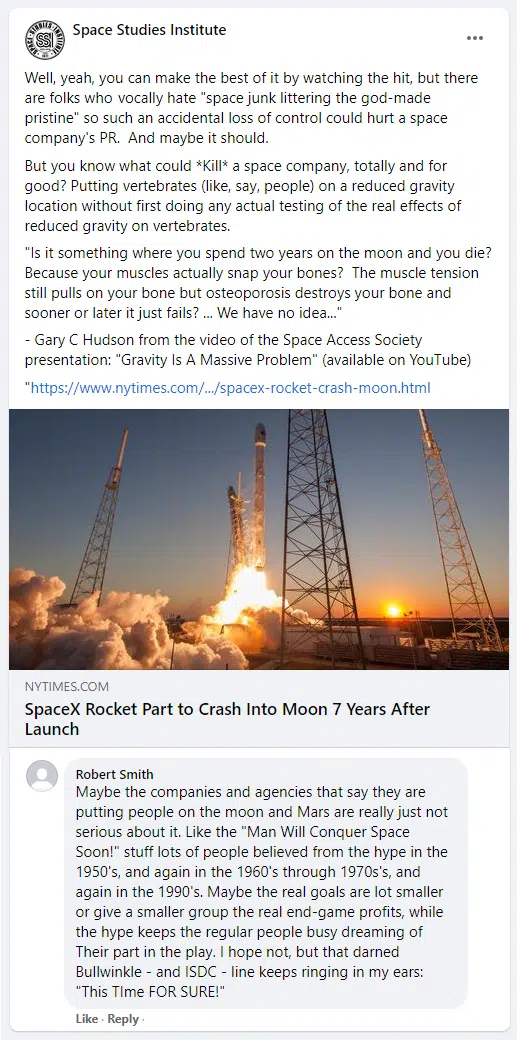 Space Studies Institute
SSI
Well, yeah, you can make the best of it by watching the hit, but there
are folks who vocally hate "space junk littering the god-made
pristine" so such an accidental loss of control could hurt a space
company's PR.  And maybe it should.
But you know what could *Kill* a space company, totally and for
good? Putting vertebrates (like, say, people) on a reduced gravity
location without first doing any actual testing of the real effects of
reduced gravity on vertebrates.
"Is it something where you spend two years on the moon and you die?
Because your muscles actually snap your bones?  The muscle tension
still pulls on your bone but osteoporosis destroys your bone and
sooner or later it just fails? ... We have no idea..."
- Gary C Hudson from the video of the Space Access Society
presentation: "Gravity Is A Massive Problem" (available on YouTube)
"https://www.nytimes.com/.../spacex-rocket-crash-moon.html
NYTIMES.COM
SpaceX Rocket Part to Crash Into Moon 7 Years After
Launch
Robert Smith
Maybe the companies and agencies that say they are
putting people on the moon and Mars are really just not
serious about it. Like the "Man Will Conquer Space
Soon!" stuff lots of people believed from the hype in the
1950's, and again in the 1960's through 1970s's, and
again in the 1990's. Maybe the real goals are lot smaller
or give a smaller group the real end-game profits, while
the hype keeps the regular people busy dreaming of
Their part in the play. I hope not, but that darned
Bullwinkle - and ISDC - line keeps ringing in my ears:
"This TIme FOR SURE!"
Like · Reply ·